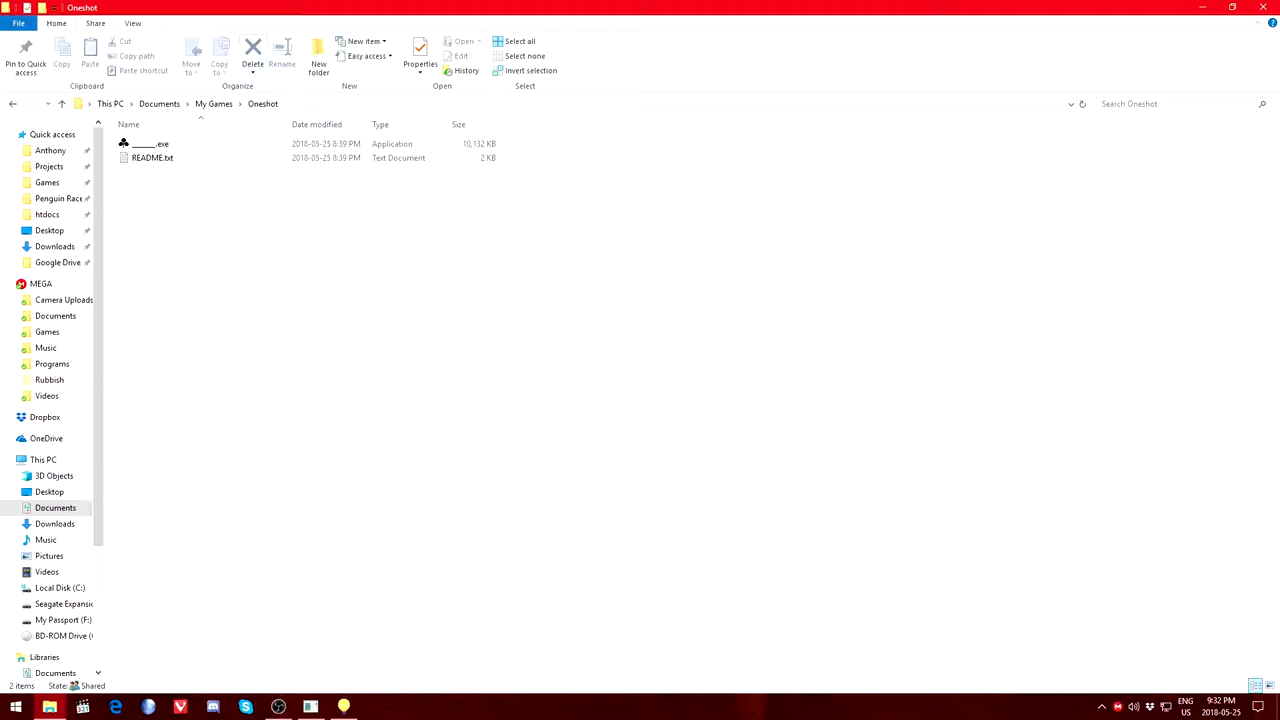 Oneshot
File Home Share View
Pin to Quick access
Copy
Paste
Cut
Copy path
Paste shortcut
Clipboard
Move to
Copy to
Delete
Rename
Organize
New folder
New item
Easy access
New
Properties
Open
Edit
History
Open
Select all
Select none
Invert selection
Select
This PC > Documents > My Games > Oneshot
Search Oneshot
Name Date modified Type Size
______.exe 2018-05-25 8:39 PM Application 10,132 KB
README.txt 2018-05-25 8:39 PM Text Document 2 KB
Quick access
Anthony
Projects
Games
Penguin Race
htdocs
Desktop
Downloads
Google Drive
MEGA
Camera Uploads
Documents
Games
Music
Programs
Rubbish
Videos
Dropbox
OneDrive
This PC
3D Objects
Desktop
Documents
Downloads
Music
Pictures
Videos
Local Disk (C:)
Seagate Expansi
My Passport (F:)
BD-ROM Drive (
Libraries
Documents
2 items State: Shared
ENG
US
9:32 PM
2018-05-25